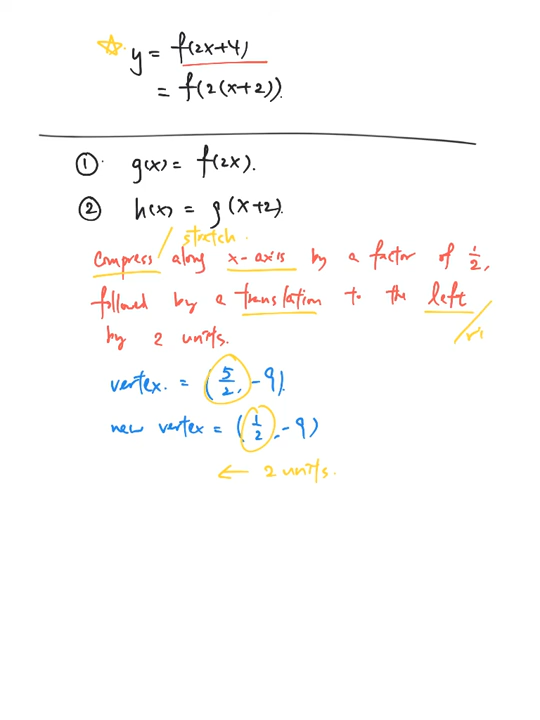 ☆ y = f(2x+4)
= f(2(x+2)).
① g(x) = f(2x).
② h(x) = g(x+2).
/ stretch.
Compress along x-axis by a factor of 1/2,
followed by a translation to the left /
by 2 units.
vertex = (5/2, -9).
new vertex = (1/2, -9)
← 2 units.